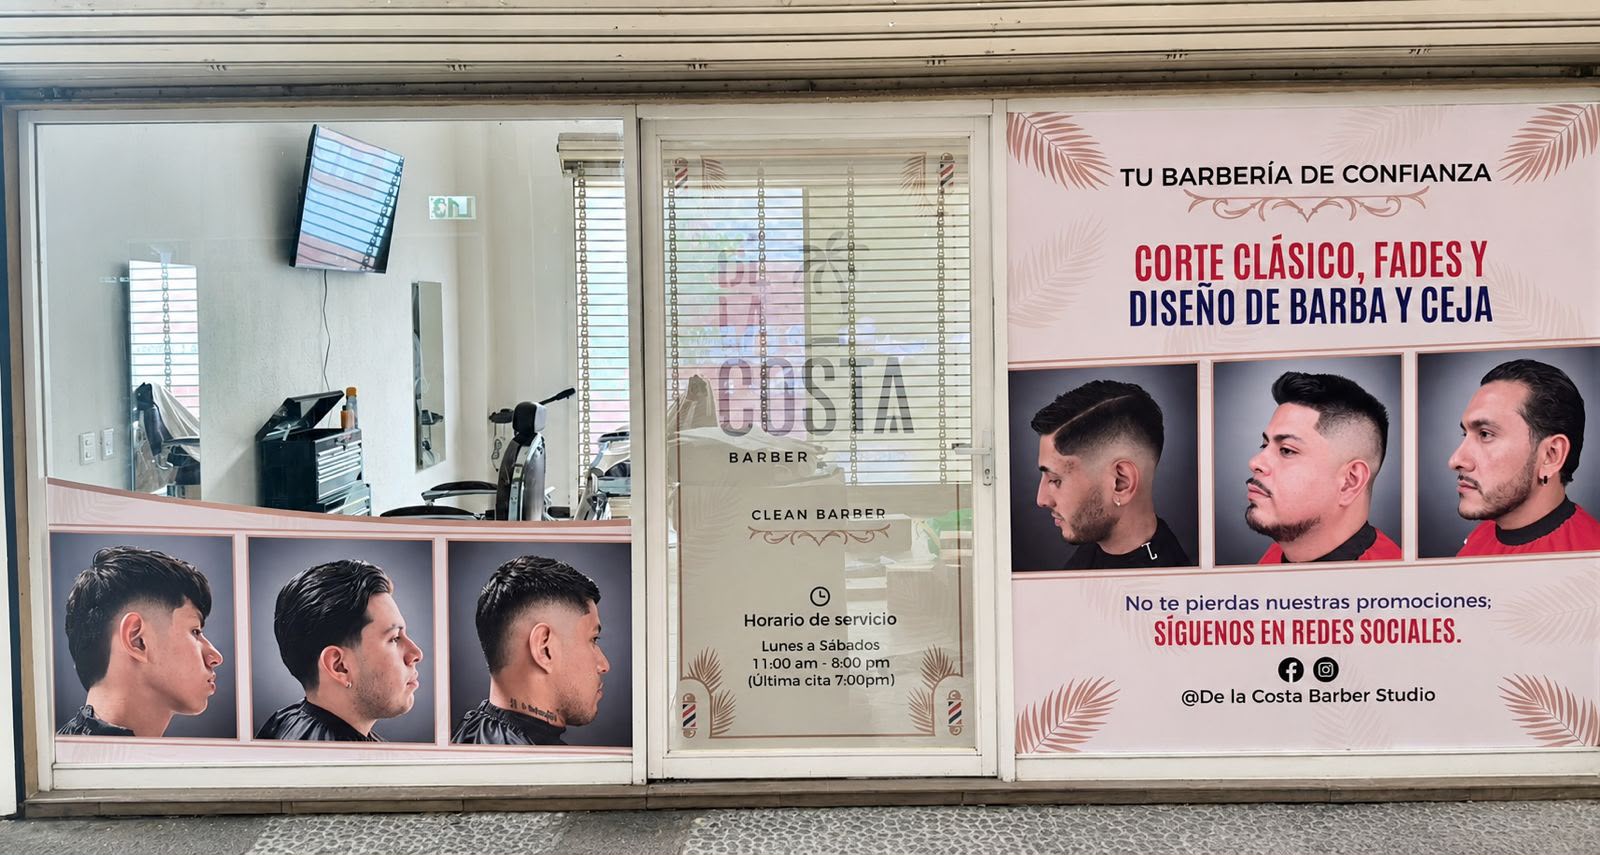 DE
LA
COSTA
BARBER
CLEAN BARBER
Horario de servicio
Lunes a Sábados
11:00 am - 8:00 pm
(Última cita 7:00pm)
TU BARBERÍA DE CONFIANZA
CORTE CLÁSICO, FADES Y
DISEÑO DE BARBA Y CEJA
No te pierdas nuestras promociones;
SÍGUENOS EN REDES SOCIALES.
@De la Costa Barber Studio